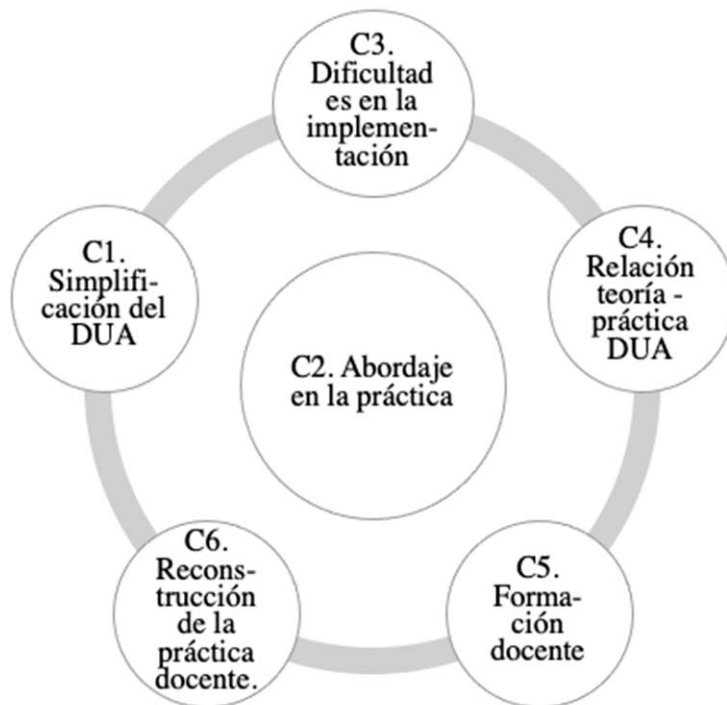 C3.
Dificultad
es en la
implemen-
tación
C1.
Simplifi-
cación del
DUA
C4.
Relación
teoría -
práctica
DUA
C2. Abordaje
en la práctica
C6.
Recons-
trucción
de la
práctica
docente.
C5.
Forma-
ción
docente